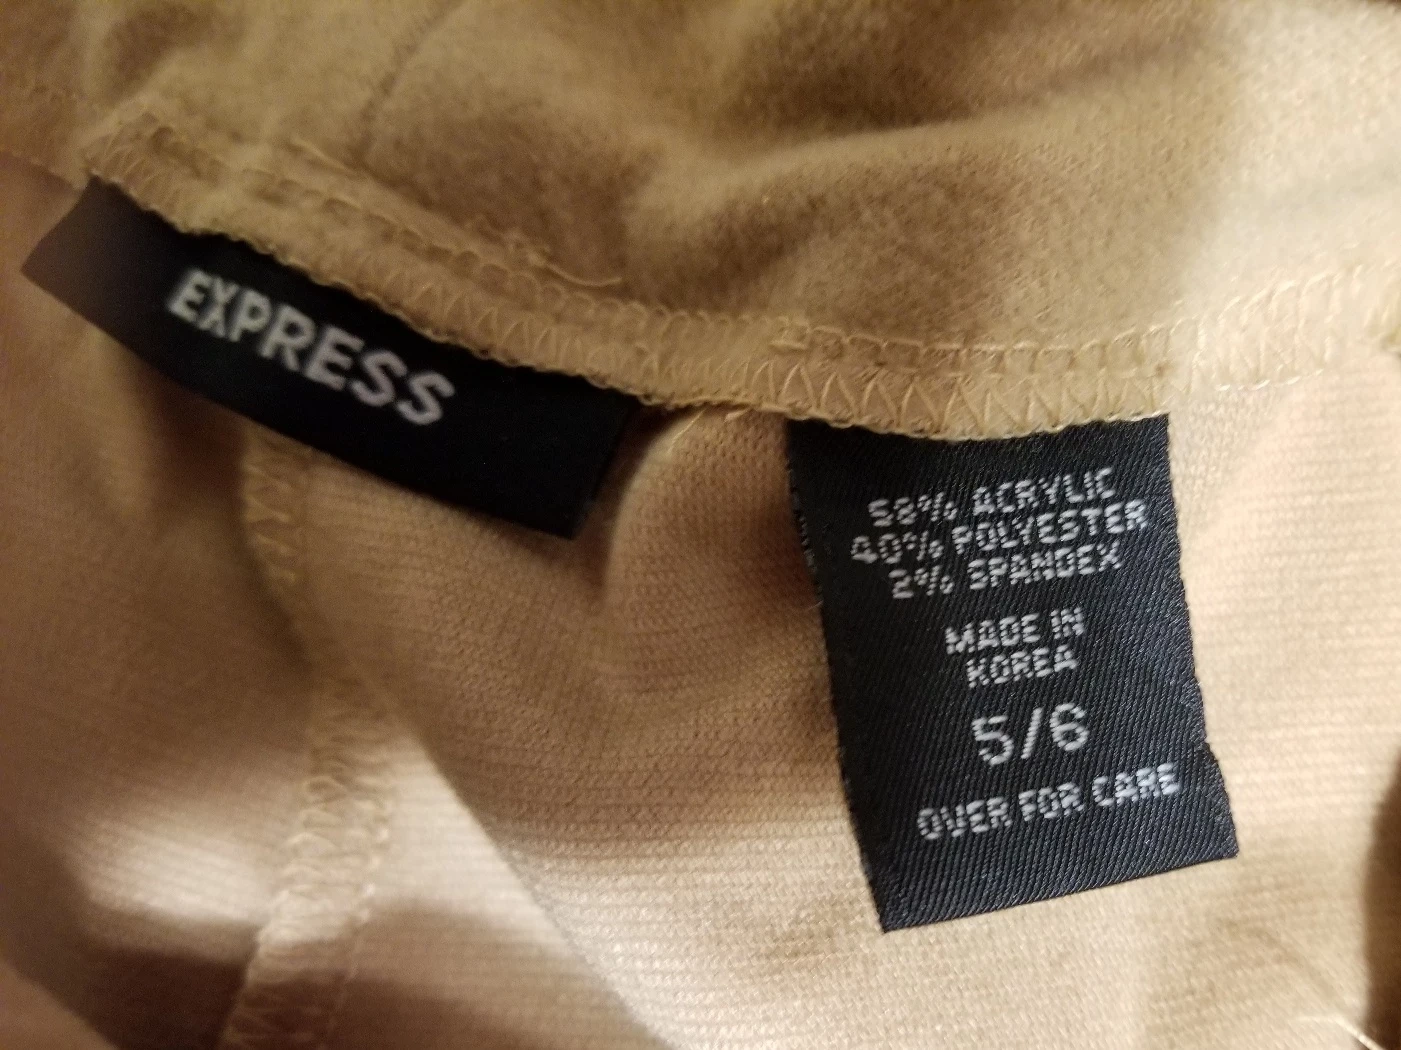 EXPRESS
58% ACRYLIC
40% POLYESTER
2% SPANDEX
MADE IN
KOREA
5/6
OVER FOR CARE